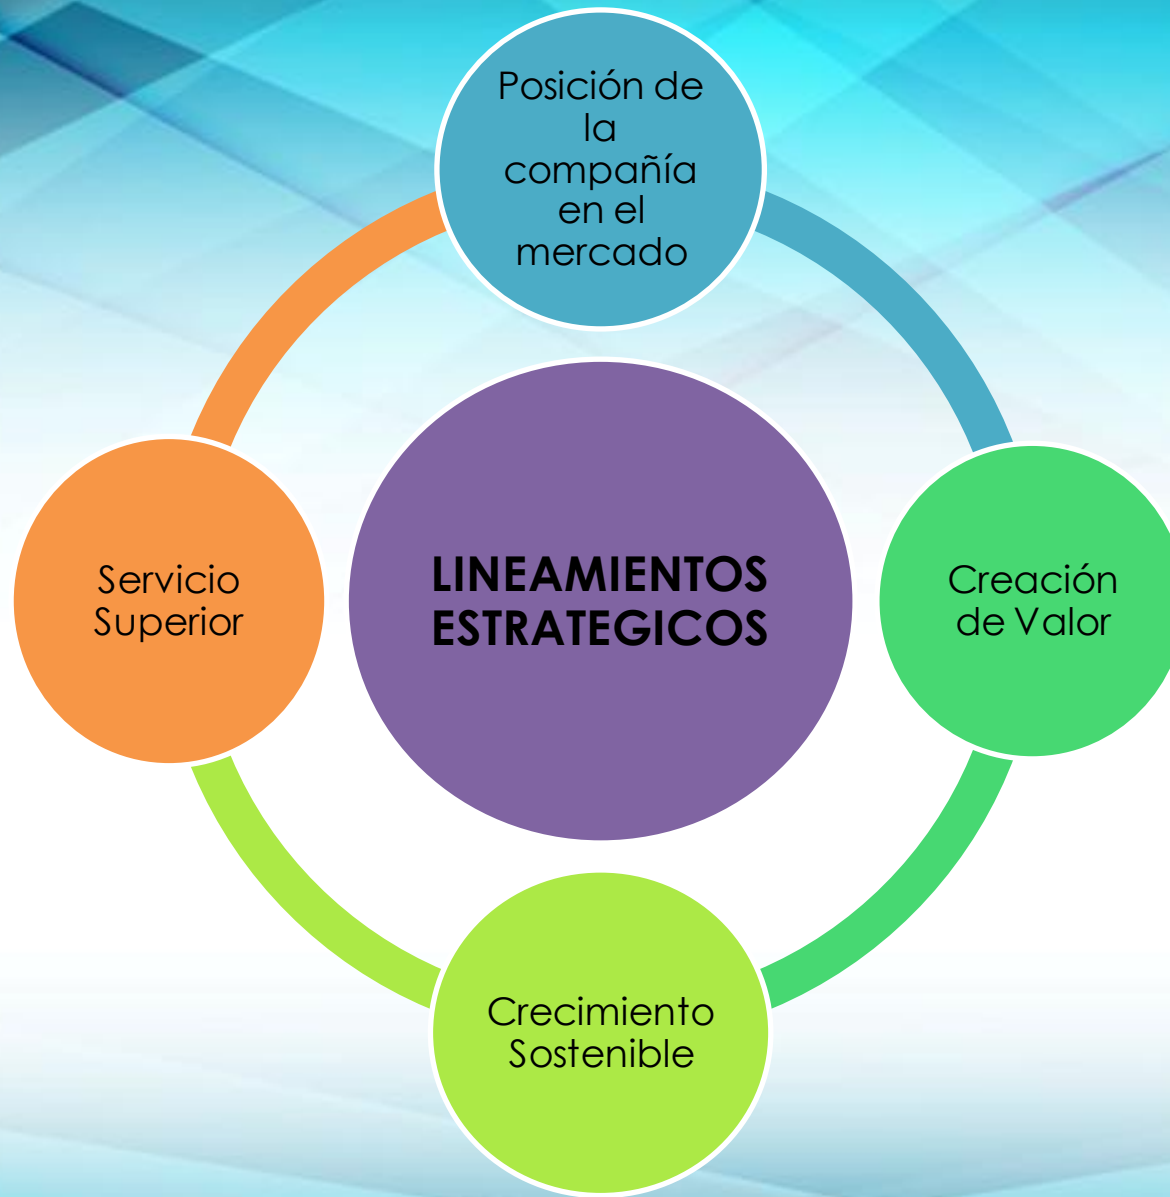 Posición de
la
compañía
en el
mercado
LINEAMIENTOS
ESTRATEGICOS
Servicio
Superior
Creación
de Valor
Crecimiento
Sostenible